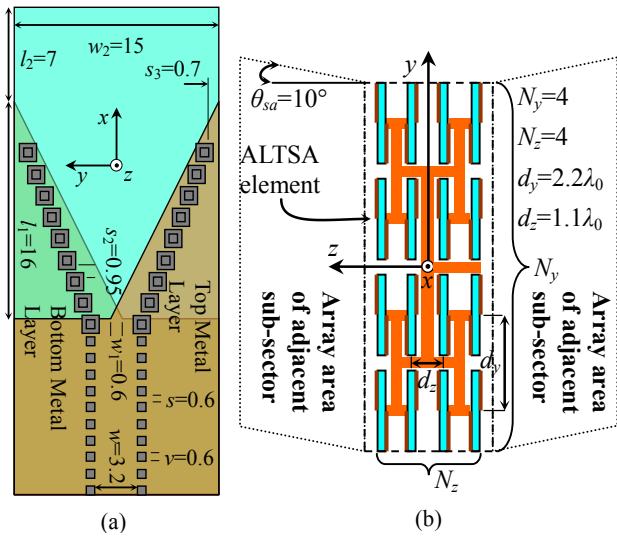 l2=7
w2=15
s3=0.7
x
y
z
l1=16
s2=0.95
Top Metal
Layer
Bottom Metal
Layer
w1=0.6
s=0.6
w=3.2
v=0.6
(a)
y
θsa=10°
Ny=4
Nz=4
dy=2.2λ0
dz=1.1λ0
ALTSA
element
z
x
Ny
Array area
of adjacent
sub-sector
Array area
of adjacent
sub-sector
dz
dy
Nz
(b)